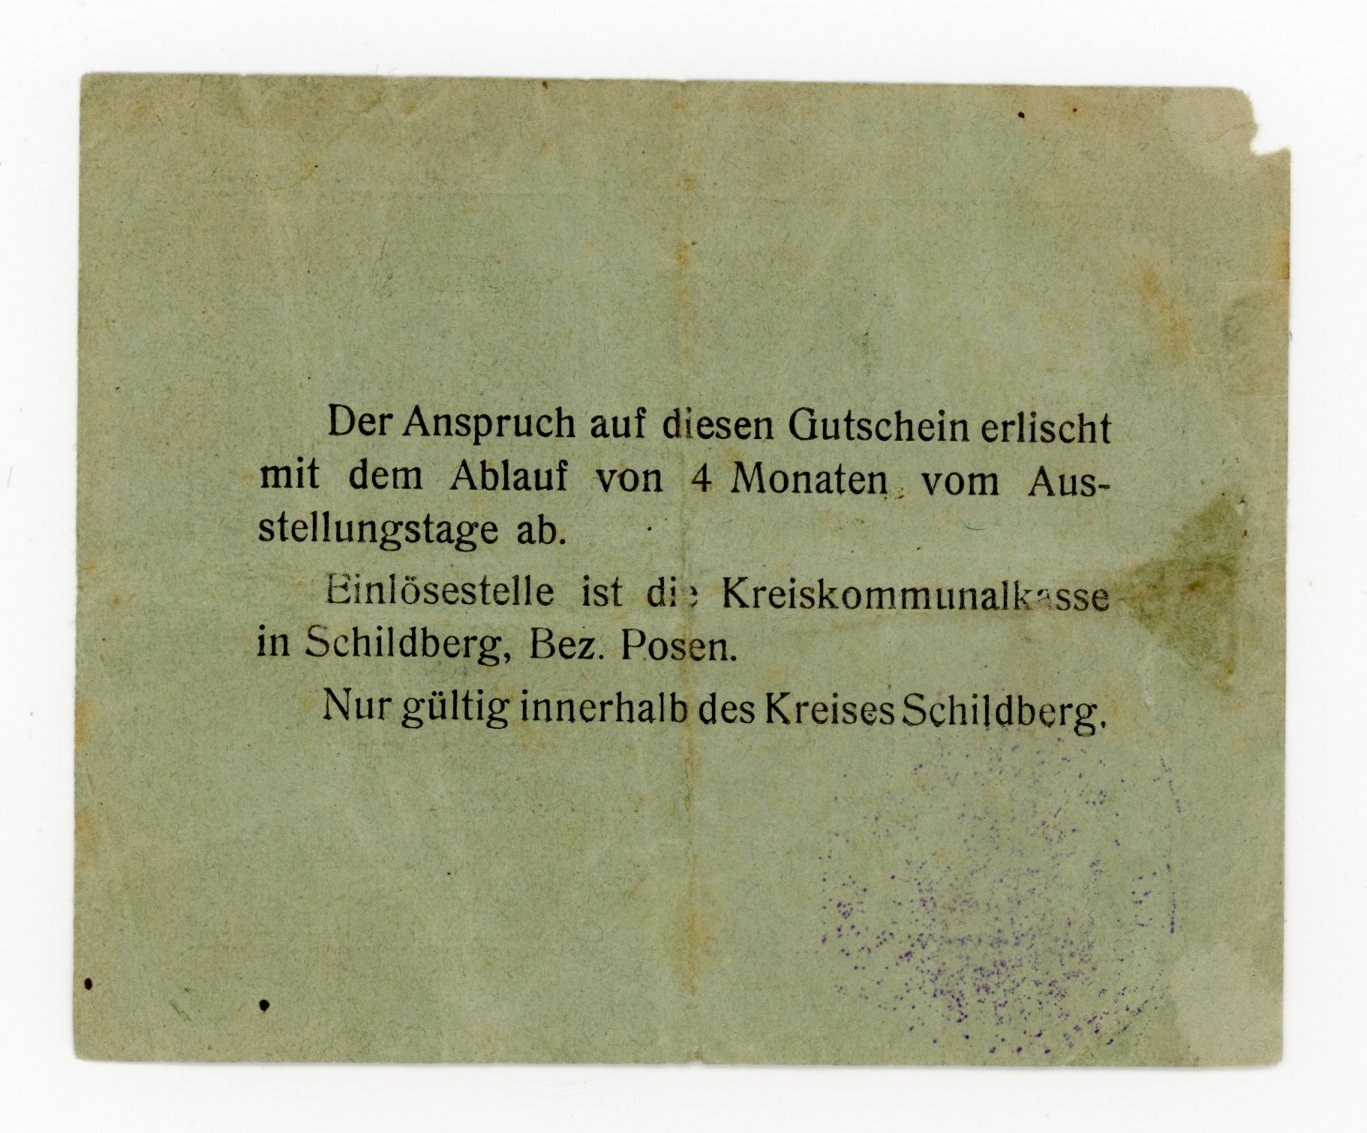 Der Anspruch auf diesen Gutschein erlischt
mit dem Ablauf von 4 Monaten vom Aus-
stellungstage ab.
Einlösestelle ist die Kreiskommunalkasse
in Schildberg, Bez. Posen.
Nur gültig innerhalb des Kreises Schildberg.